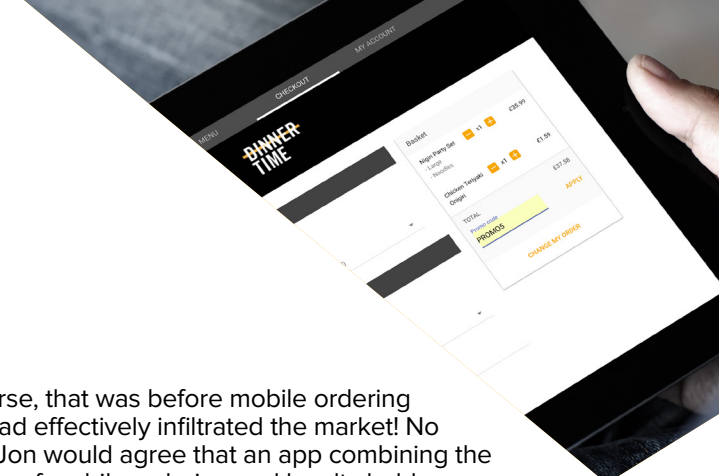 MENU
CHECKOUT
MY ACCOUNT
DINNER
TIME
Basket
Nigiri Party Set
- Large
- Noodles
x1
£35.99
Chicken Teriyaki
Onigiri
x1
£1.59
TOTAL
£37.58
Promo code
PROMO5
APPLY
CHANGE MY ORDER
rse, that was before mobile ordering
ad effectively infiltrated the market! No
Jon would agree that an app combining the